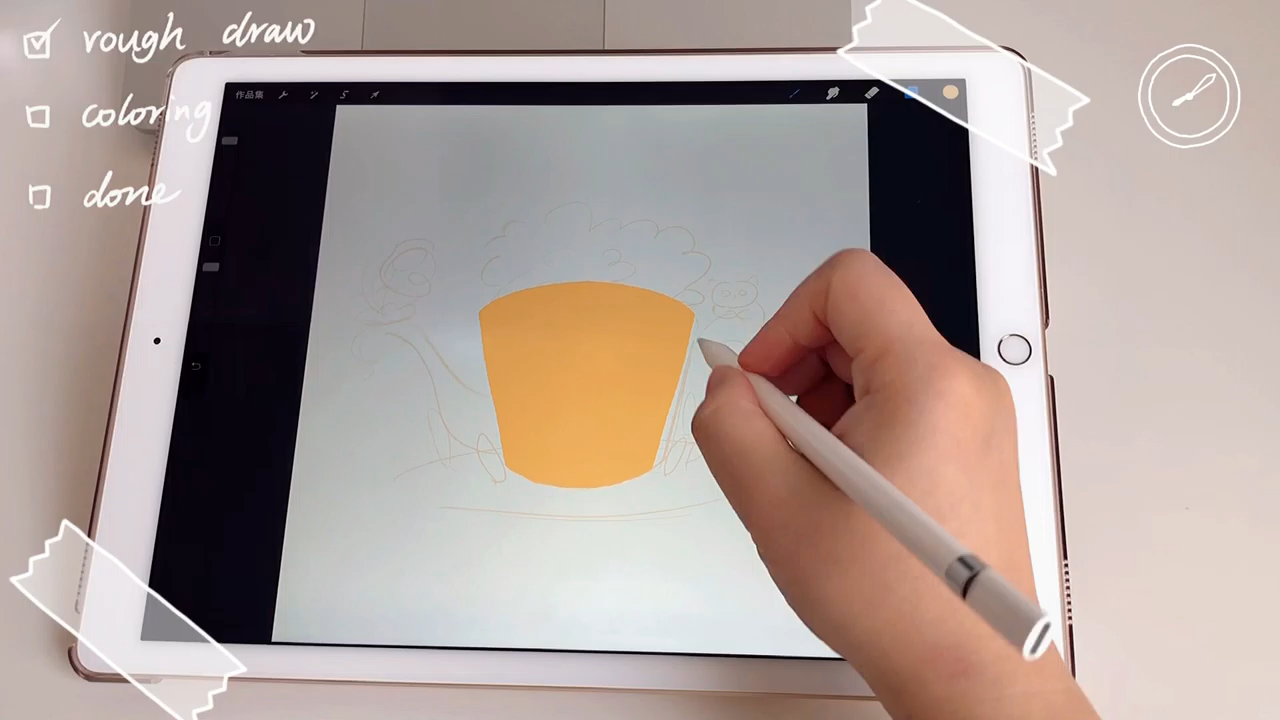 rough draw
coloring
done
作品集